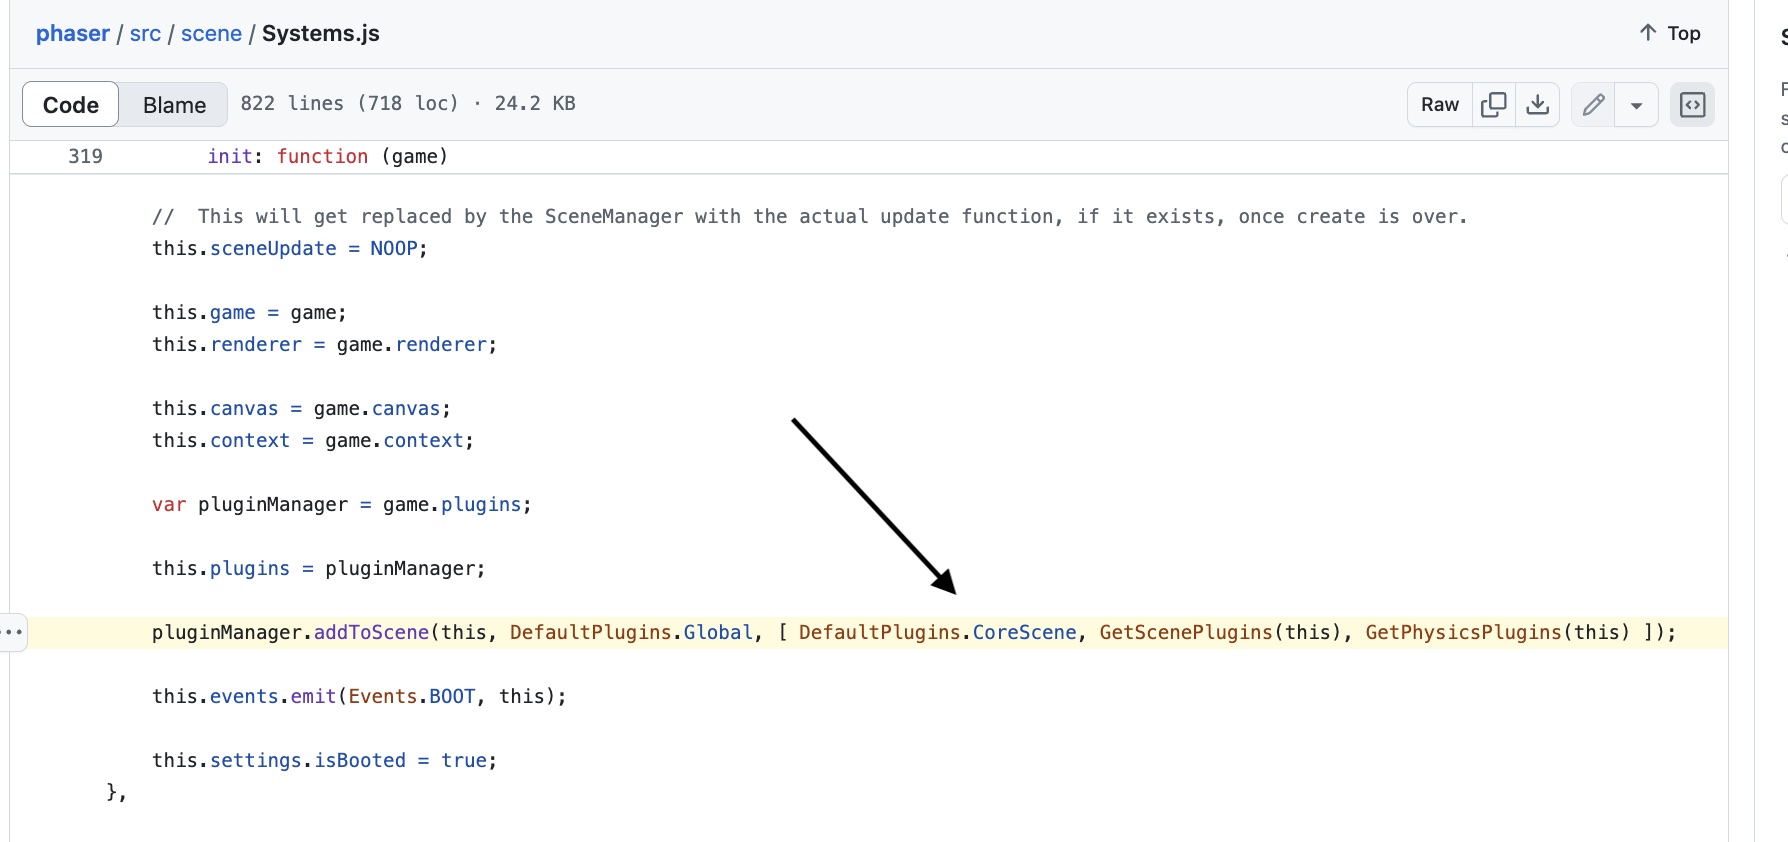 phaser / src / scene / Systems.js
↑ Top
Code Blame 822 lines (718 loc) · 24.2 KB
Raw
319 init: function (game)
// This will get replaced by the SceneManager with the actual update function, if it exists, once create is over.
this.sceneUpdate = NOOP;
this.game = game;
this.renderer = game.renderer;
this.canvas = game.canvas;
this.context = game.context;
var pluginManager = game.plugins;
this.plugins = pluginManager;
pluginManager.addToScene(this, DefaultPlugins.Global, [ DefaultPlugins.CoreScene, GetScenePlugins(this), GetPhysicsPlugins(this) ]);
this.events.emit(Events.BOOT, this);
this.settings.isBooted = true;
},